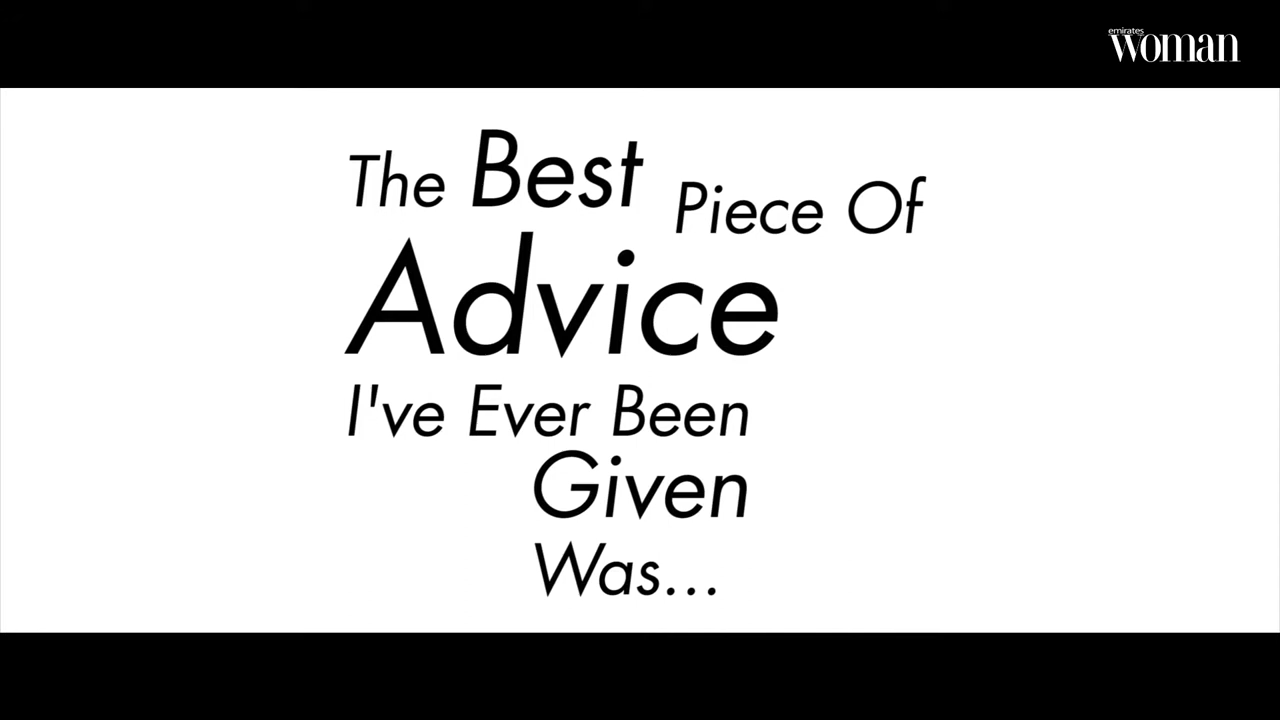 emirates
woman
The Best Piece Of
Advice
I've Ever Been
Given
Was...